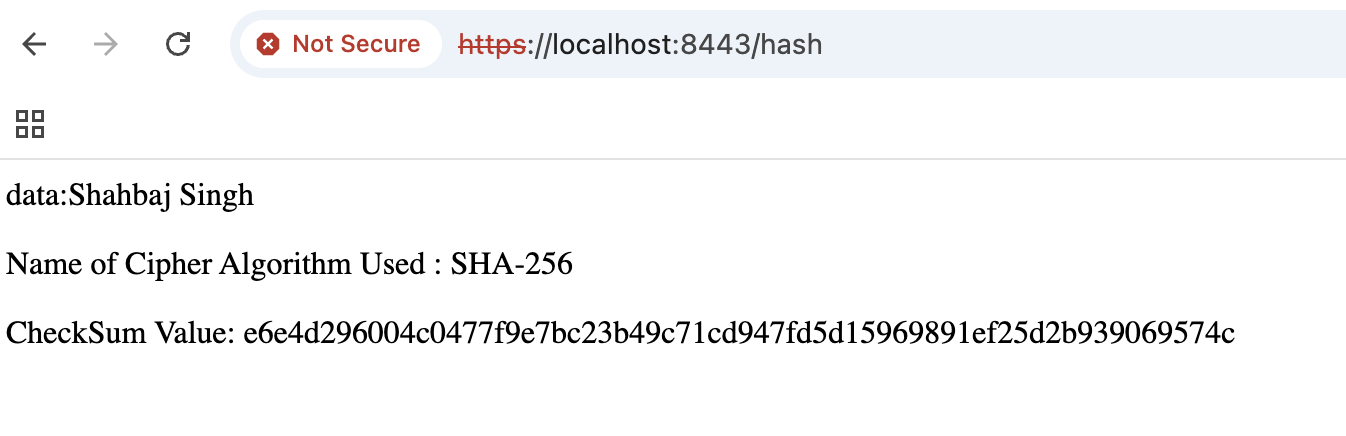 Not Secure https://localhost:8443/hash
data:Shahbaj Singh
Name of Cipher Algorithm Used : SHA-256
CheckSum Value: e6e4d296004c0477f9e7bc23b49c71cd947fd5d15969891ef25d2b939069574c